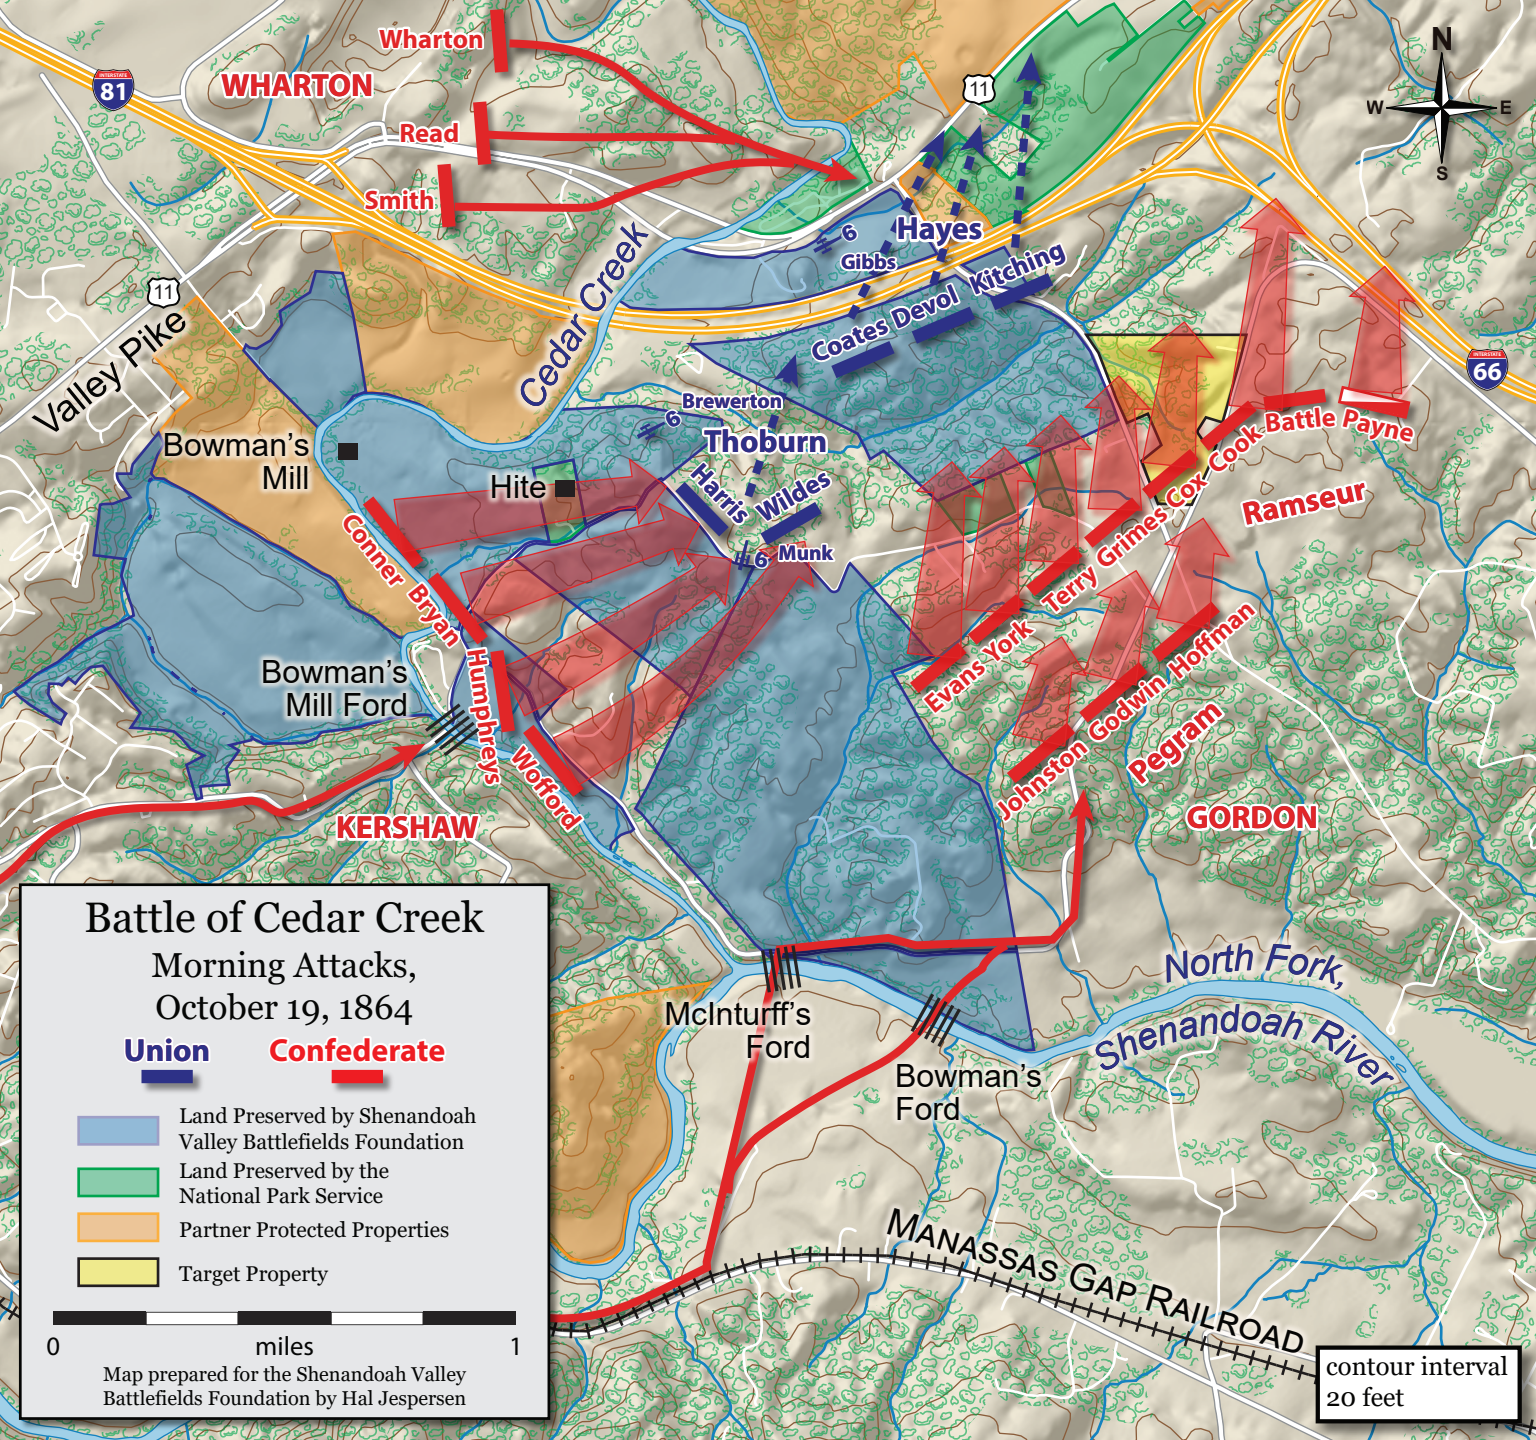 Wharton
WHARTON
INTERSTATE
81
Read
Smith
11
N
W
E
S
11
Valley Pike
Cedar Creek
6
Gibbs
Hayes
Coates
Devol
Kitching
INTERSTATE
66
Brewerton
6
Thoburn
Harris
Wildes
6
Munk
Bowman's
Mill
Hite
Conner
Bryan
Humphreys
Wofford
Bowman's
Mill Ford
KERSHAW
Evans
York
Terry
Grimes
Cox
Cook
Battle
Payne
Ramseur
Johnston
Godwin
Hoffman
Pegram
GORDON
McInturff's
Ford
Bowman's
Ford
North Fork,
Shenandoah River
MANASSAS GAP RAILROAD
Battle of Cedar Creek
Morning Attacks,
October 19, 1864
Union
Confederate
Land Preserved by Shenandoah
Valley Battlefields Foundation
Land Preserved by the
National Park Service
Partner Protected Properties
Target Property
0
miles
1
Map prepared for the Shenandoah Valley
Battlefields Foundation by Hal Jespersen
contour interval
20 feet